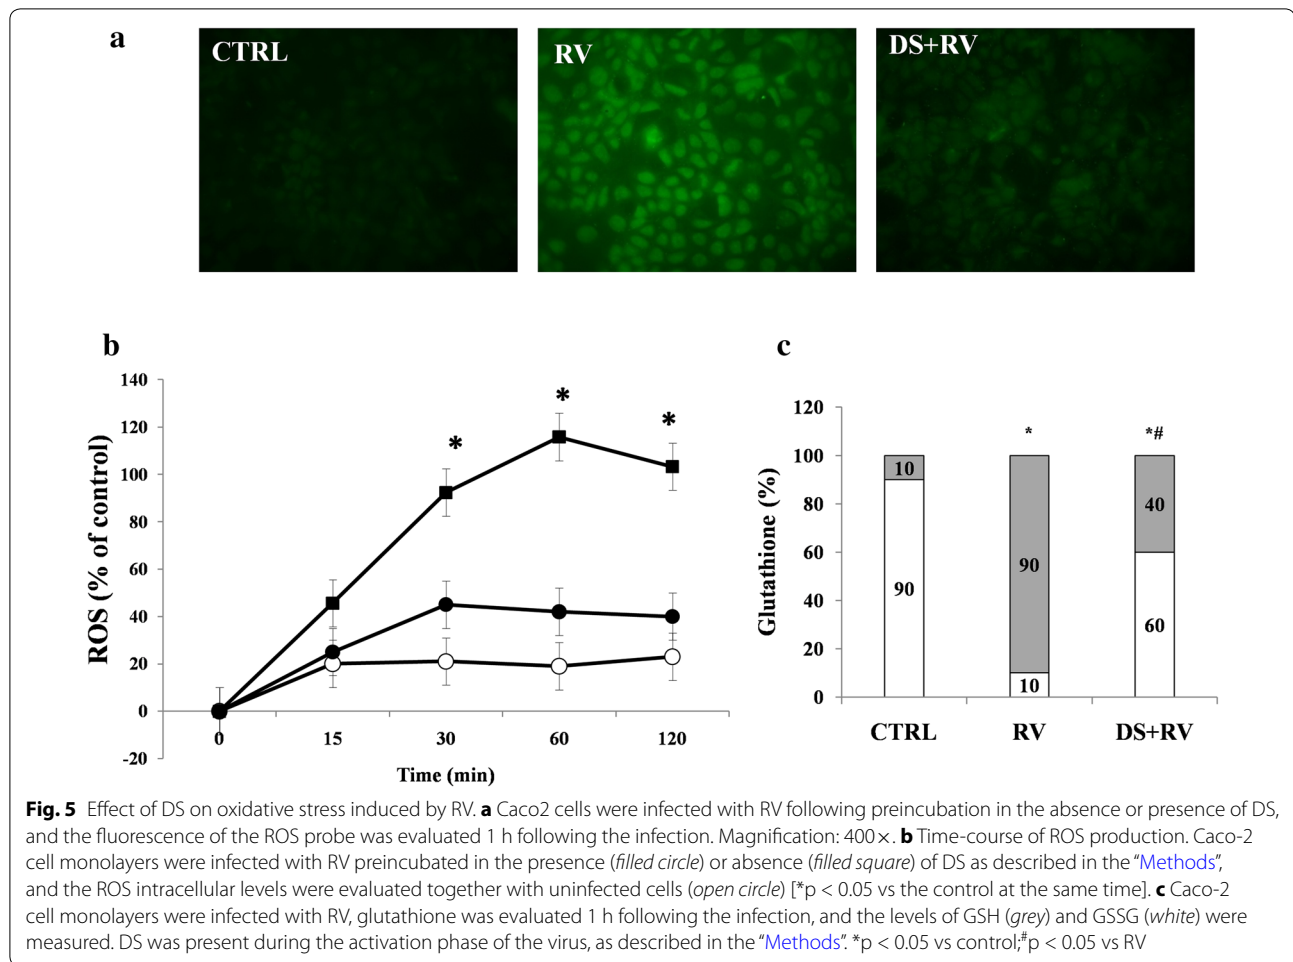 a
CTRL
RV
DS+RV
b
140
120
100
80
60
40
20
0
-20
ROS (% of control)
* * *
0 15 30 60 120
Time (min)
c
120
100
80
60
40
20
0
Glutathione (%)
* *#
10 90 40
90 10 60
CTRL RV DS+RV
Fig. 5 Effect of DS on oxidative stress induced by RV. a Caco2 cells were infected with RV following preincubation in the absence or presence of DS,
and the fluorescence of the ROS probe was evaluated 1 h following the infection. Magnification: 400×. b Time-course of ROS production. Caco-2
cell monolayers were infected with RV preincubated in the presence (filled circle) or absence (filled square) of DS as described in the “Methods”,
and the ROS intracellular levels were evaluated together with uninfected cells (open circle) [*p < 0.05 vs the control at the same time]. c Caco-2
cell monolayers were infected with RV, glutathione was evaluated 1 h following the infection, and the levels of GSH (grey) and GSSG (white) were
measured. DS was present during the activation phase of the virus, as described in the “Methods”. *p < 0.05 vs control;#p < 0.05 vs RV